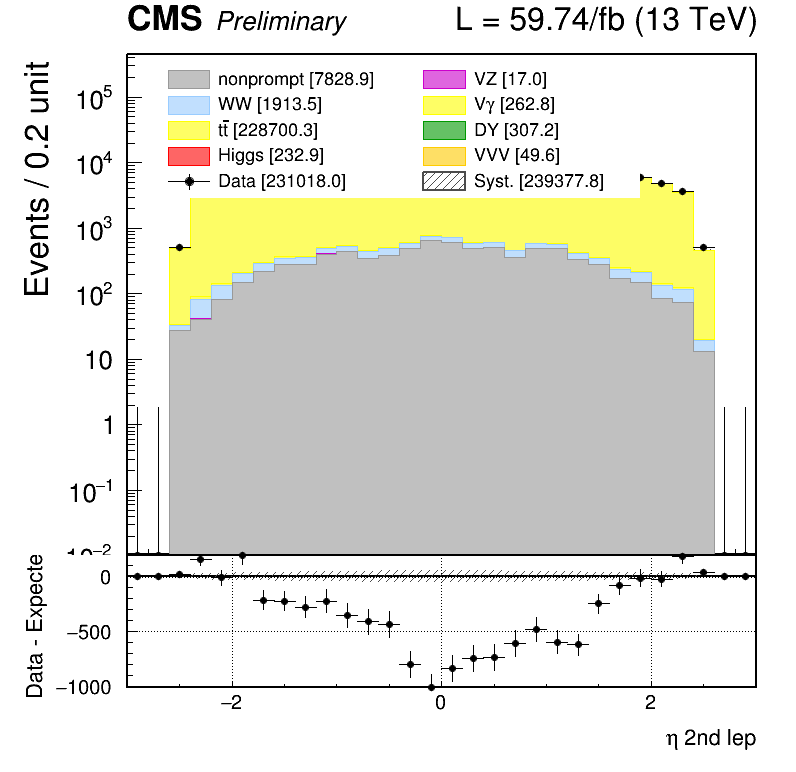 CMS Preliminary L = 59.74/fb (13 TeV)
Events / 0.2 unit
nonprompt [7828.9] VZ [17.0]
WW [1913.5] Vγ [262.8]
tt̄ [228700.3] DY [307.2]
Higgs [232.9] VVV [49.6]
Data [231018.0] Syst. [239377.8]
10⁵
10⁴
10³
10²
10
1
10⁻¹
10⁻²
Data - Expecte
0
−500
−1000
−2 0 2
η 2nd lep